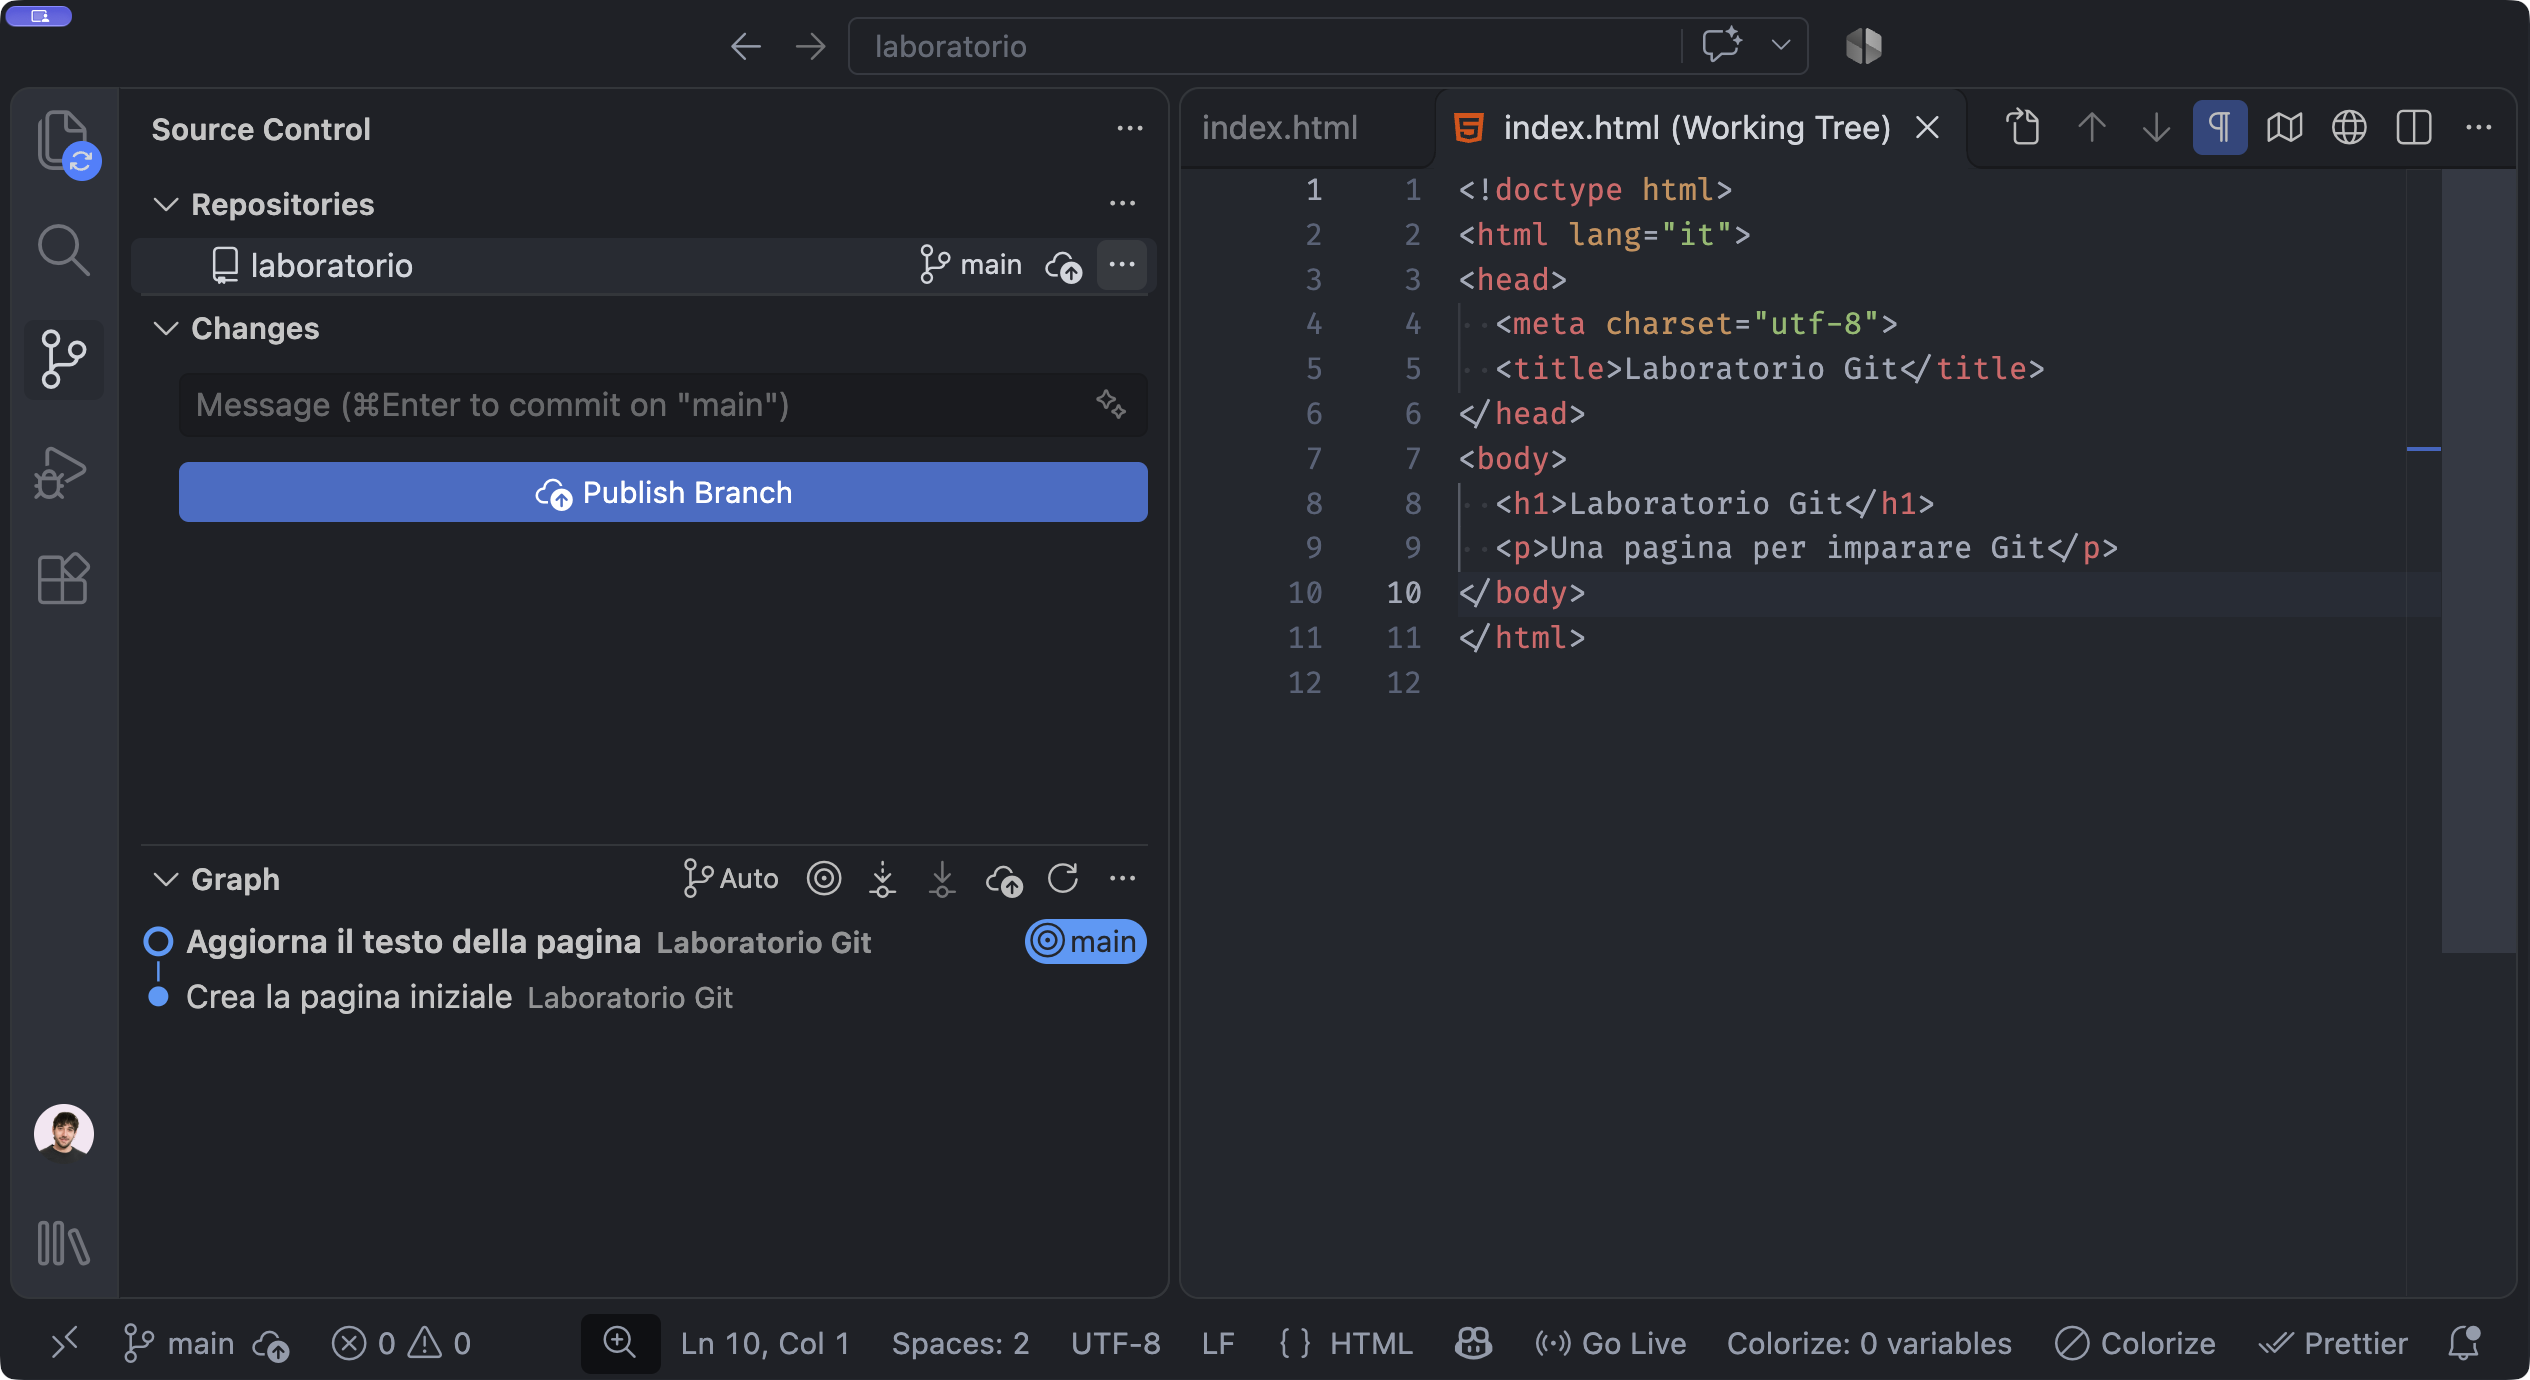 laboratorio
Source Control
Repositories
laboratorio main
Changes
Message (⌘Enter to commit on "main")
Publish Branch
Graph Auto
Aggiorna il testo della pagina Laboratorio Git main
Crea la pagina iniziale Laboratorio Git
index.html index.html (Working Tree)
1 1 <!doctype html>
2 2 <html lang="it">
3 3 <head>
4 4 <meta charset="utf-8">
5 5 <title>Laboratorio Git</title>
6 6 </head>
7 7 <body>
8 8 <h1>Laboratorio Git</h1>
9 9 <p>Una pagina per imparare Git</p>
10 10 </body>
11 11 </html>
12 12
main 0 0 Ln 10, Col 1 Spaces: 2 UTF-8 LF {} HTML Go Live Colorize: 0 variables Colorize Prettier